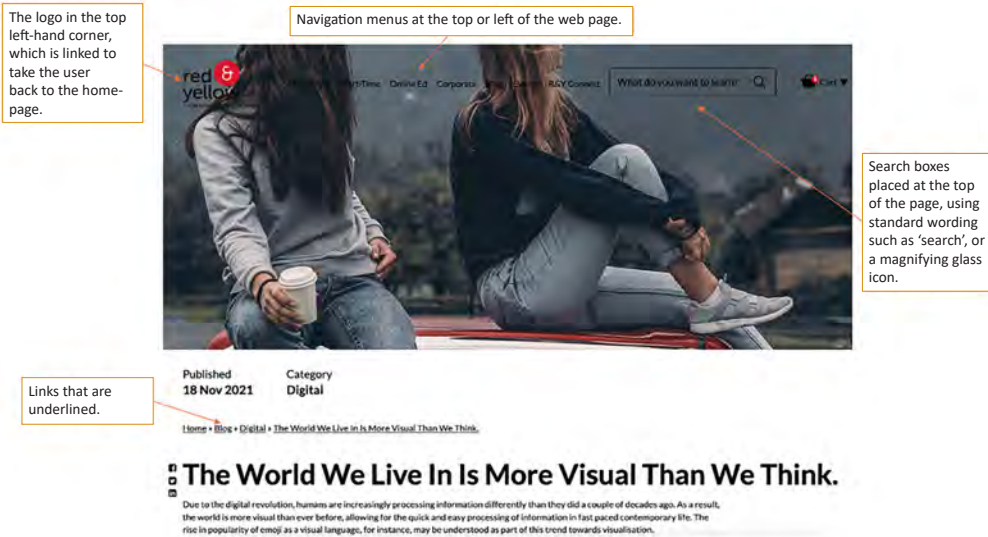 The logo in the top
left-hand corner,
which is linked to
take the user
back to the home-
page.
Navigation menus at the top or left of the web page.
red & yellow
Online Ed Corporate R&Y Connect What do you want to learn? Cart
Search boxes
placed at the top
of the page, using
standard wording
such as ‘search’, or
a magnifying glass
icon.
Published Category
18 Nov 2021 Digital
Links that are
underlined.
Home • Blog • Digital • The World We Live In Is More Visual Than We Think.
The World We Live In Is More Visual Than We Think.
Due to the digital revolution, humans are increasingly processing information differently than they did a couple of decades ago. As a result,
the world is more visual than ever before, allowing for the quick and easy processing of information in fast paced contemporary life. The
rise in popularity of emoji as a visual language, for instance, may be understood as part of this trend towards visualisation.